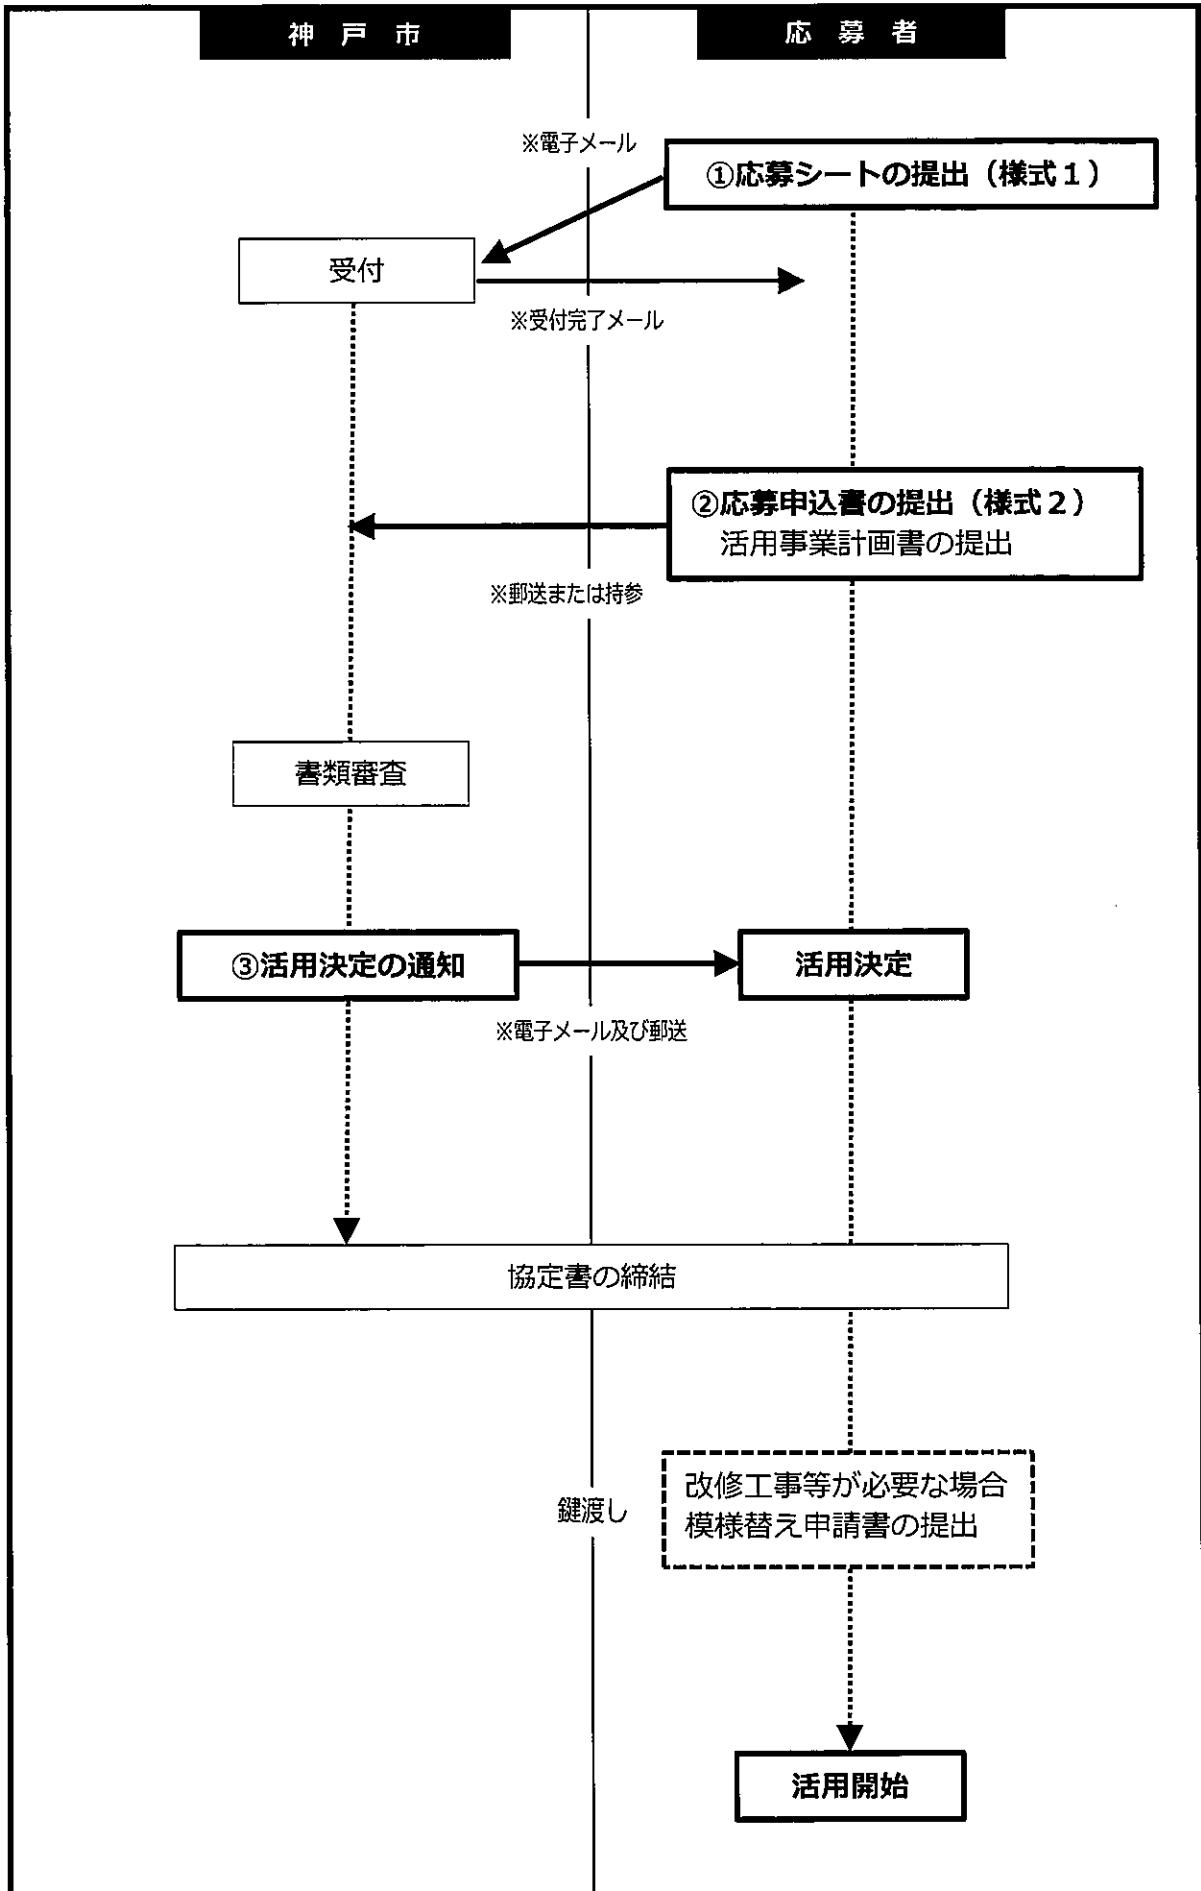 神戸市
応募者
※電子メール
①応募シートの提出（様式１）
受付
※受付完了メール
②応募申込書の提出（様式２）
活用事業計画書の提出
※郵送または持参
書類審査
③活用決定の通知
活用決定
※電子メール及び郵送
協定書の締結
改修工事等が必要な場合
模様替え申請書の提出
鍵渡し
活用開始